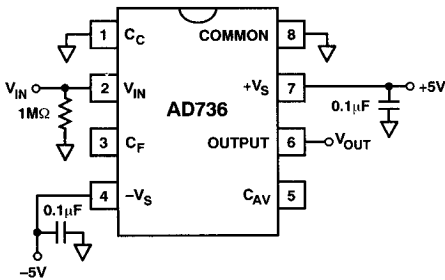 1 C_C COMMON 8
V_IN 2 V_IN +V_S 7 +5V
1MΩ AD736 0.1μF
3 C_F OUTPUT 6 V_OUT
4 −V_S C_AV 5
0.1μF
−5V